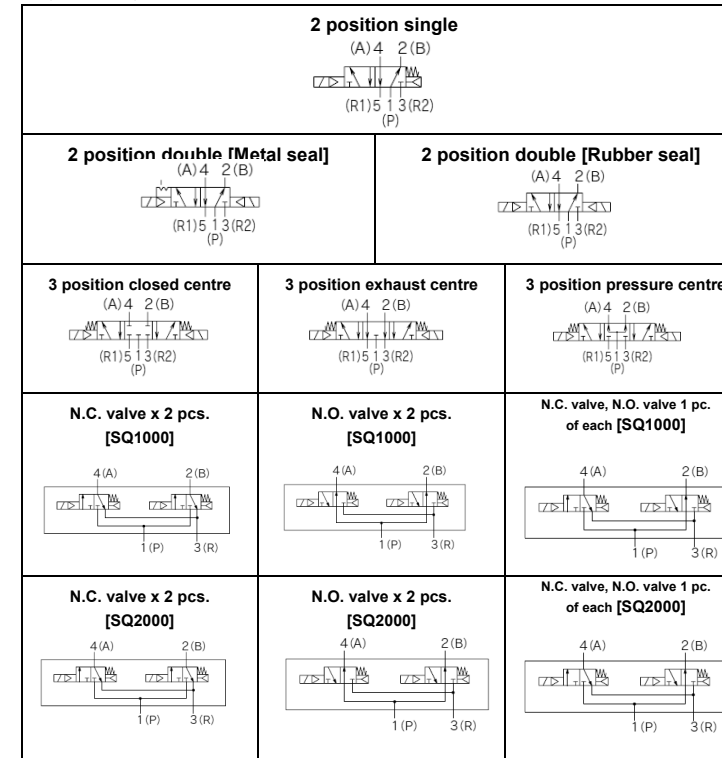 2 position single
(A) 4 2 (B)
(R1) 5 1 3 (R2)
(P)
2 position double [Metal seal]
(A) 4 2 (B)
(R1) 5 1 3 (R2)
(P)
2 position double [Rubber seal]
(A) 4 2 (B)
(R1) 5 1 3 (R2)
(P)
3 position closed centre
(A) 4 2 (B)
(R1) 5 1 3 (R2)
(P)
3 position exhaust centre
(A) 4 2 (B)
(R1) 5 1 3 (R2)
(P)
3 position pressure centre
(A) 4 2 (B)
(R1) 5 1 3 (R2)
(P)
N.C. valve x 2 pcs.
[SQ1000]
4 (A) 2 (B)
1 (P) 3 (R)
N.O. valve x 2 pcs.
[SQ1000]
4 (A) 2 (B)
1 (P) 3 (R)
N.C. valve, N.O. valve 1 pc.
of each [SQ1000]
4 (A) 2 (B)
1 (P) 3 (R)
N.C. valve x 2 pcs.
[SQ2000]
4 (A) 2 (B)
1 (P) 3 (R)
N.O. valve x 2 pcs.
[SQ2000]
4 (A) 2 (B)
1 (P) 3 (R)
N.C. valve, N.O. valve 1 pc.
of each [SQ2000]
4 (A) 2 (B)
1 (P) 3 (R)